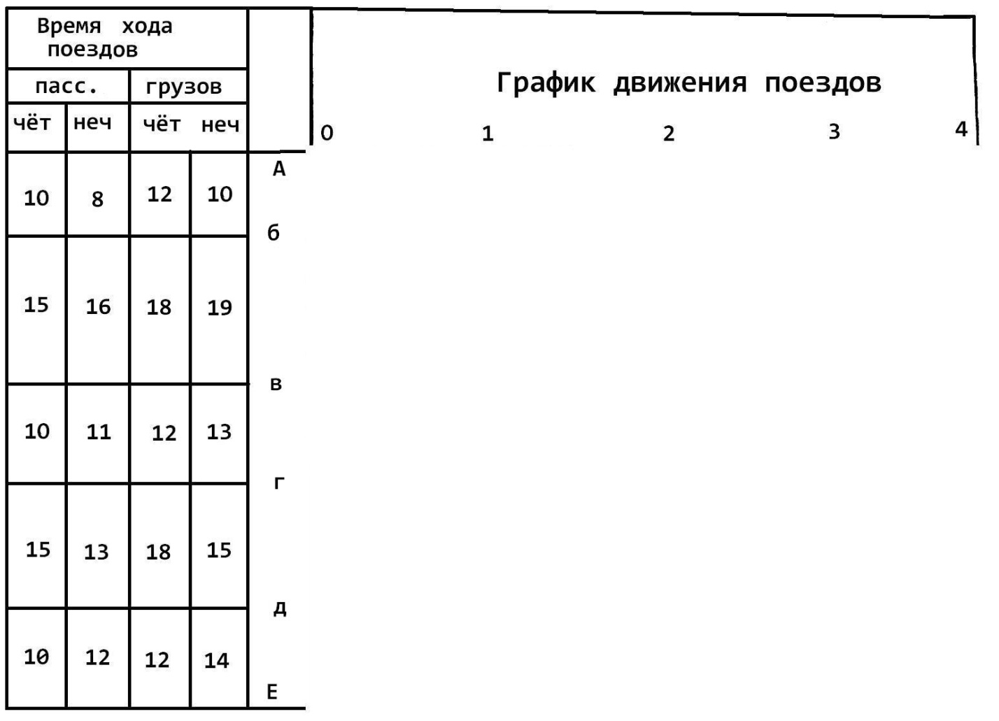 Время хода
поездов
пасс. грузов
чёт неч чёт неч
График движения поездов
0 1 2 3 4
А
10 8 12 10
б
15 16 18 19
в
10 11 12 13
г
15 13 18 15
д
10 12 12 14
Е